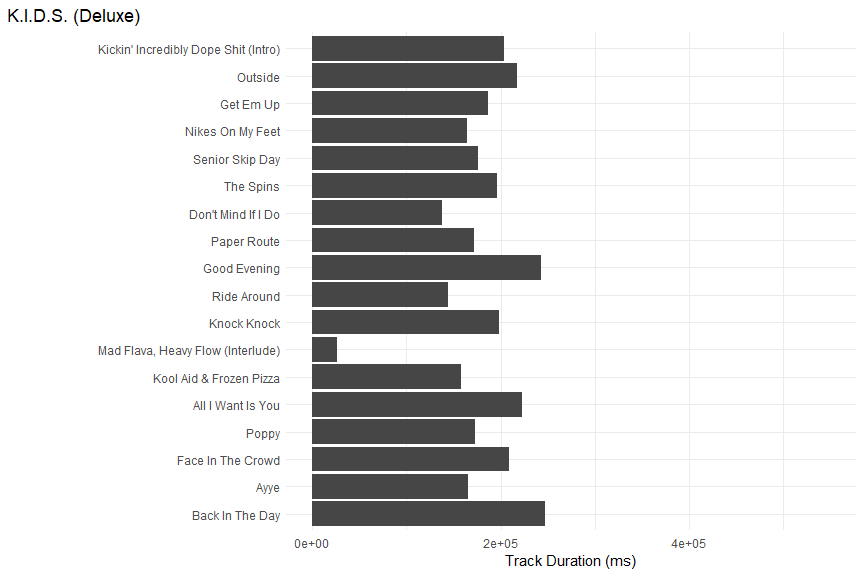 K.I.D.S. (Deluxe)
Kickin' Incredibly Dope Shit (Intro)
Outside
Get Em Up
Nikes On My Feet
Senior Skip Day
The Spins
Don't Mind If I Do
Paper Route
Good Evening
Ride Around
Knock Knock
Mad Flava, Heavy Flow (Interlude)
Kool Aid & Frozen Pizza
All I Want Is You
Poppy
Face In The Crowd
Ayye
Back In The Day
0e+00 2e+05 4e+05
Track Duration (ms)